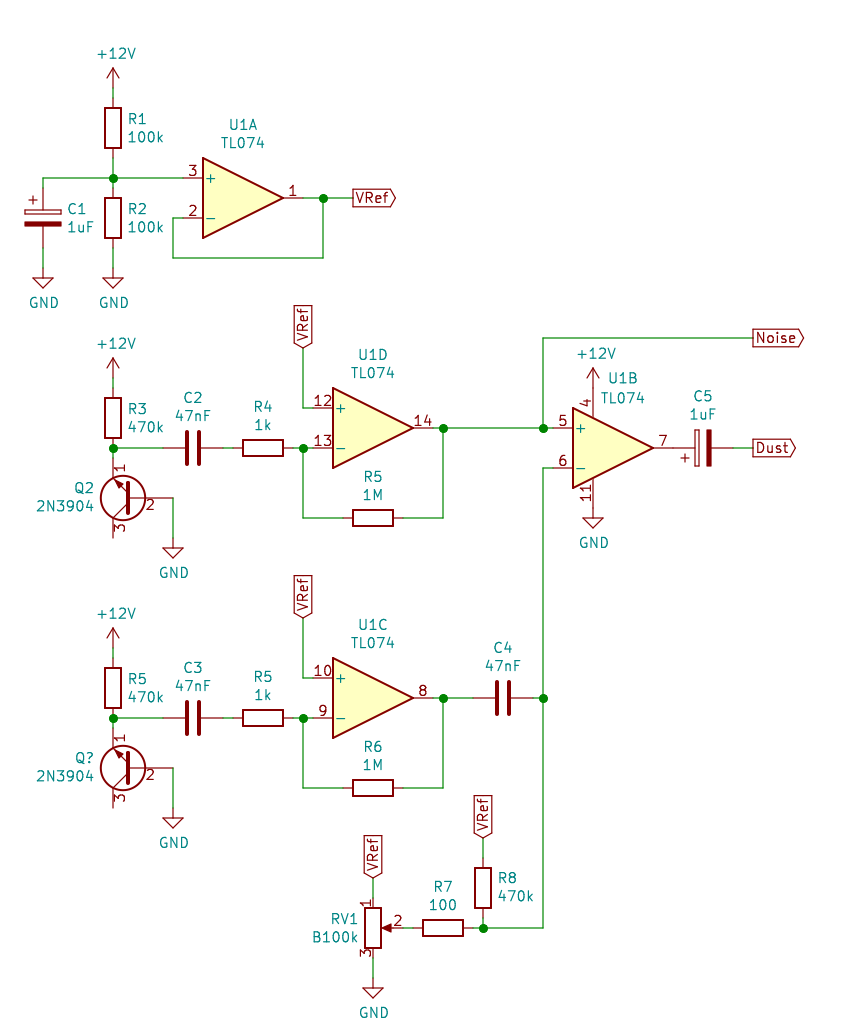 +12V
R1
100k
U1A
TL074
3
+
1
VRef
2
−
+
C1
1uF
R2
100k
GND
GND
VRef
+12V
U1D
TL074
Noise
+12V
U1B
TL074
R3
470k
C2
47nF
R4
1k
12
+
14
13
−
4
5
+
7
6
−
11
C5
1uF
+
Dust
1
Q2
2N3904
2
3
R5
1M
GND
GND
VRef
+12V
U1C
TL074
R5
470k
C3
47nF
R5
1k
10
+
8
9
−
C4
47nF
1
Q?
2N3904
2
3
R6
1M
GND
VRef
VRef
R8
470k
1
RV1
B100k
2
3
R7
100
GND